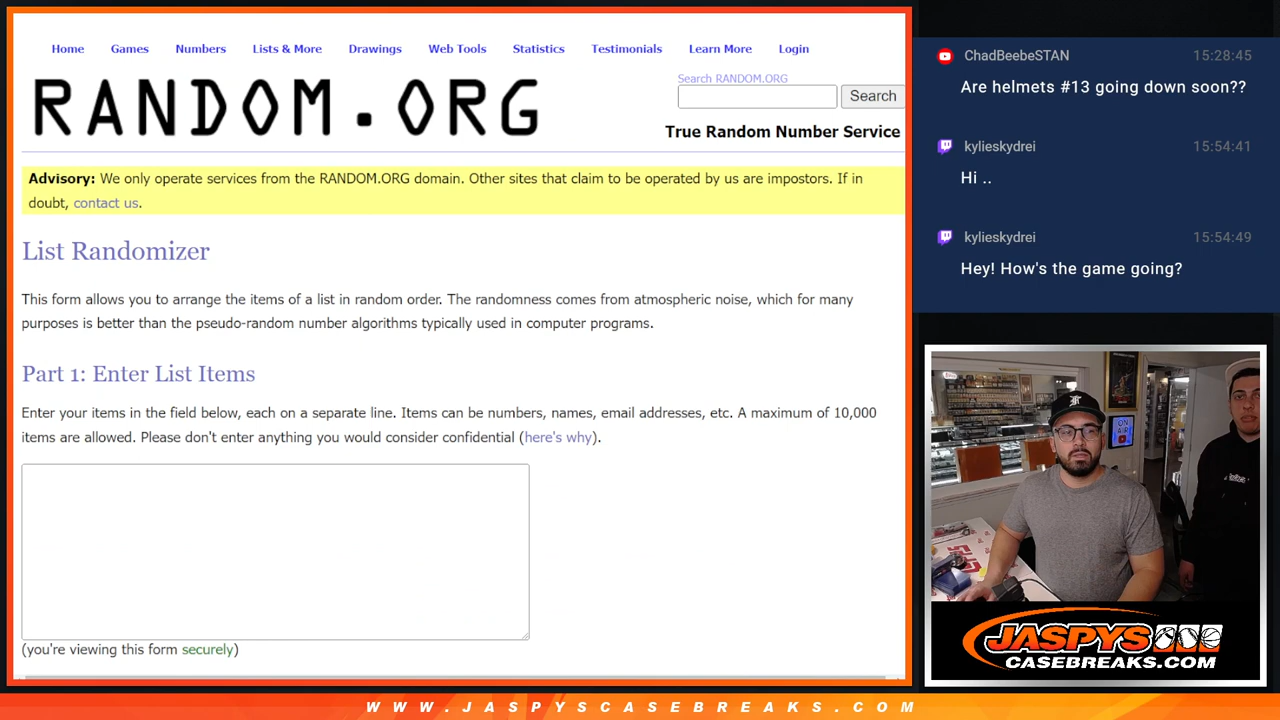 Home Games Numbers Lists & More Drawings Web Tools Statistics Testimonials Learn More Login
RANDOM.ORG
Search RANDOM.ORG
Search
True Random Number Service
Advisory: We only operate services from the RANDOM.ORG domain. Other sites that claim to be operated by us are impostors. If in
doubt, contact us.
List Randomizer
This form allows you to arrange the items of a list in random order. The randomness comes from atmospheric noise, which for many
purposes is better than the pseudo-random number algorithms typically used in computer programs.
Part 1: Enter List Items
Enter your items in the field below, each on a separate line. Items can be numbers, names, email addresses, etc. A maximum of 10,000
items are allowed. Please don't enter anything you would consider confidential (here's why).
(you're viewing this form securely)
ChadBeebeSTAN 15:28:45
Are helmets #13 going down soon??
kylieskydrei 15:54:41
Hi ..
kylieskydrei 15:54:49
Hey! How's the game going?
ON
AIR
JASPYS
CASEBREAKS.COM
WWW.JASPYSCASEBREAKS.COM